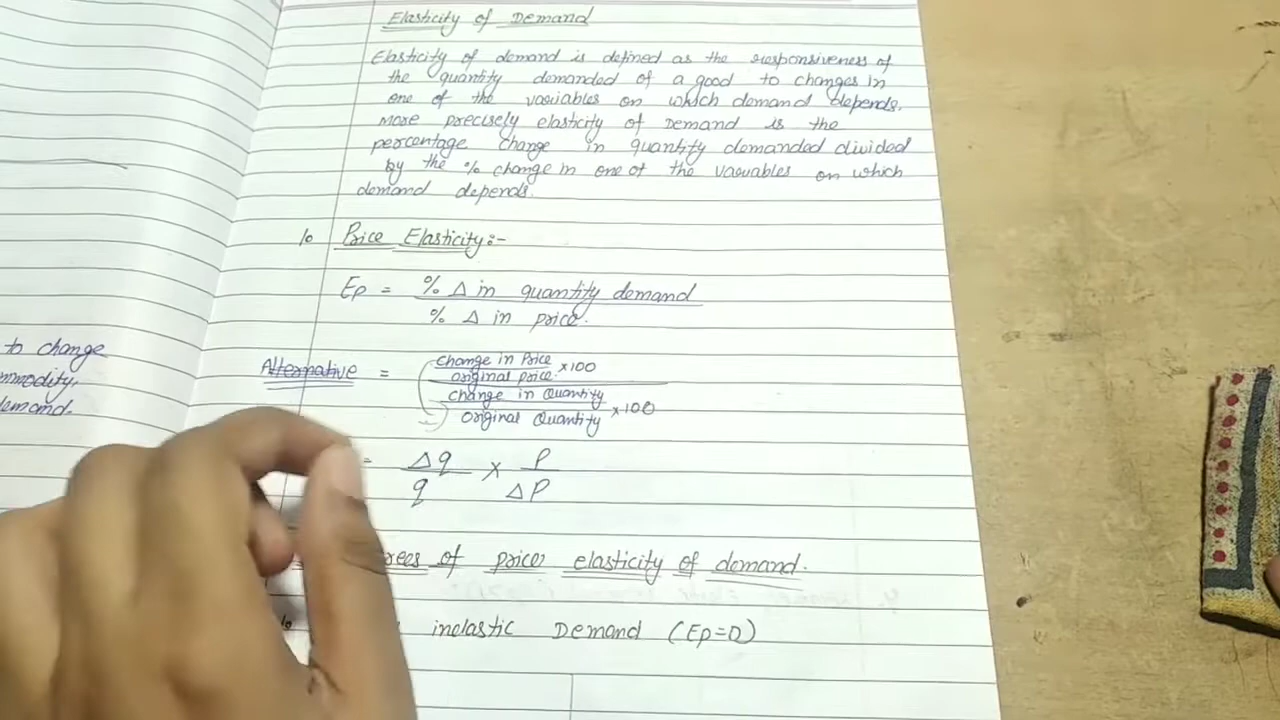 Elasticity of Demand
Elasticity of demand is defined as the responsiveness of
the quantity demanded of a good to changes in
one of the variables on which demand depends.
more precisely elasticity of Demand is the
percentage change in quantity demanded divided
by the % change in one of the variables on which
demand depends.
1. Price Elasticity:-
Ep = % Δ in quantity demand
% Δ in price.
to change
Alternative = change in Price ×100
original price.
change in Quantity
original Quantity ×100
demand.
= Δq × P
q ΔP
of price elasticity of demand.
inelastic Demand (Ep=0)